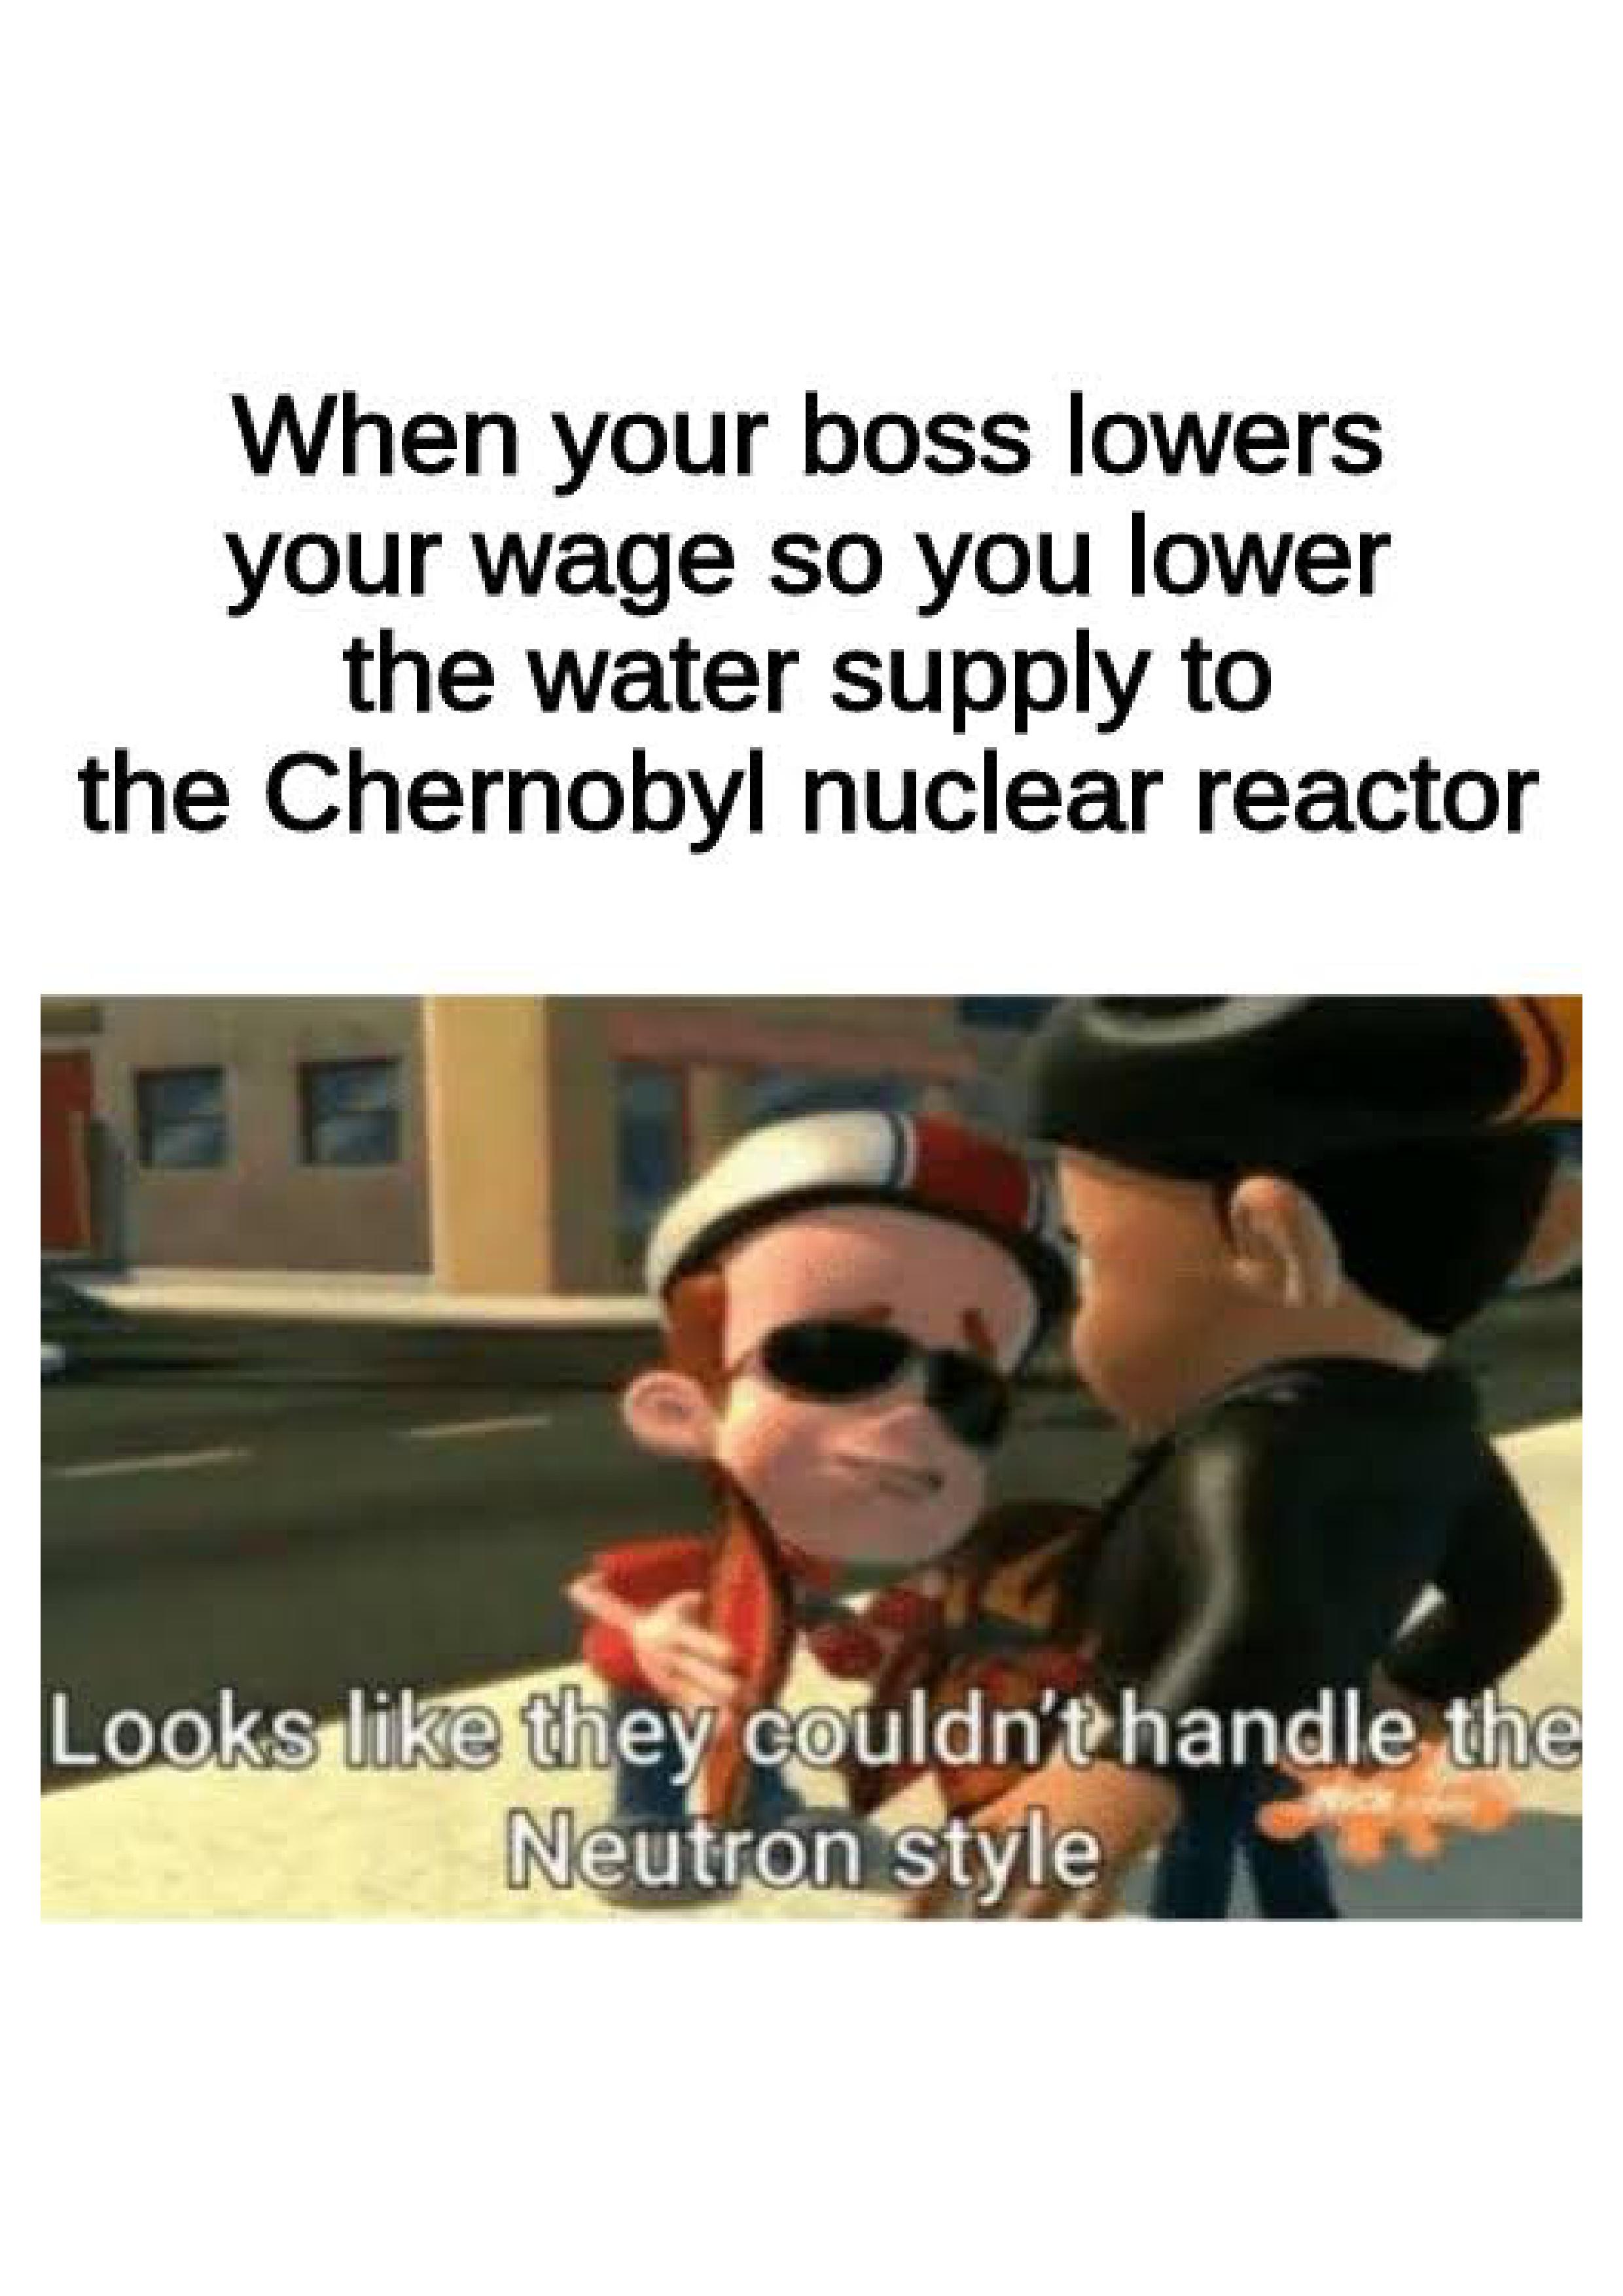 When your boss lowers
your wage so you lower
the water supply to
the Chernobyl nuclear reactor
Looks like they couldn't handle the
Neutron style